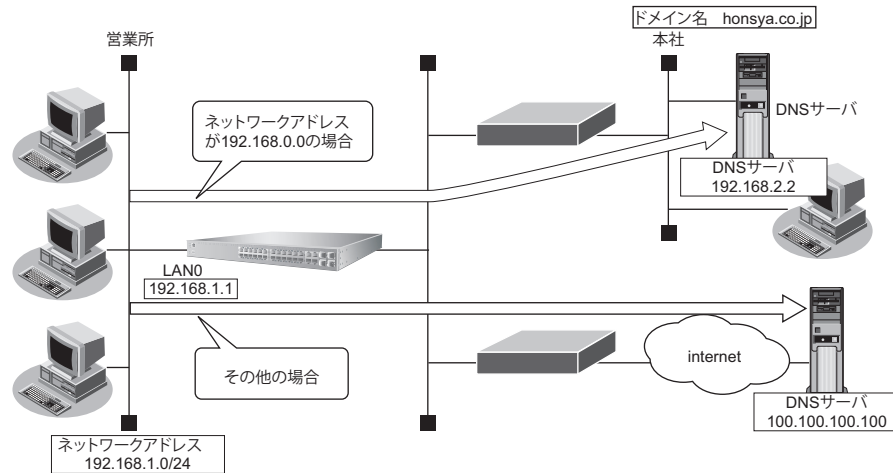 ドメイン名 honsya.co.jp
営業所
本社
ネットワークアドレス
が192.168.0.0の場合
DNSサーバ
DNSサーバ
192.168.2.2
LAN0
192.168.1.1
その他の場合
internet
DNSサーバ
100.100.100.100
ネットワークアドレス
192.168.1.0/24